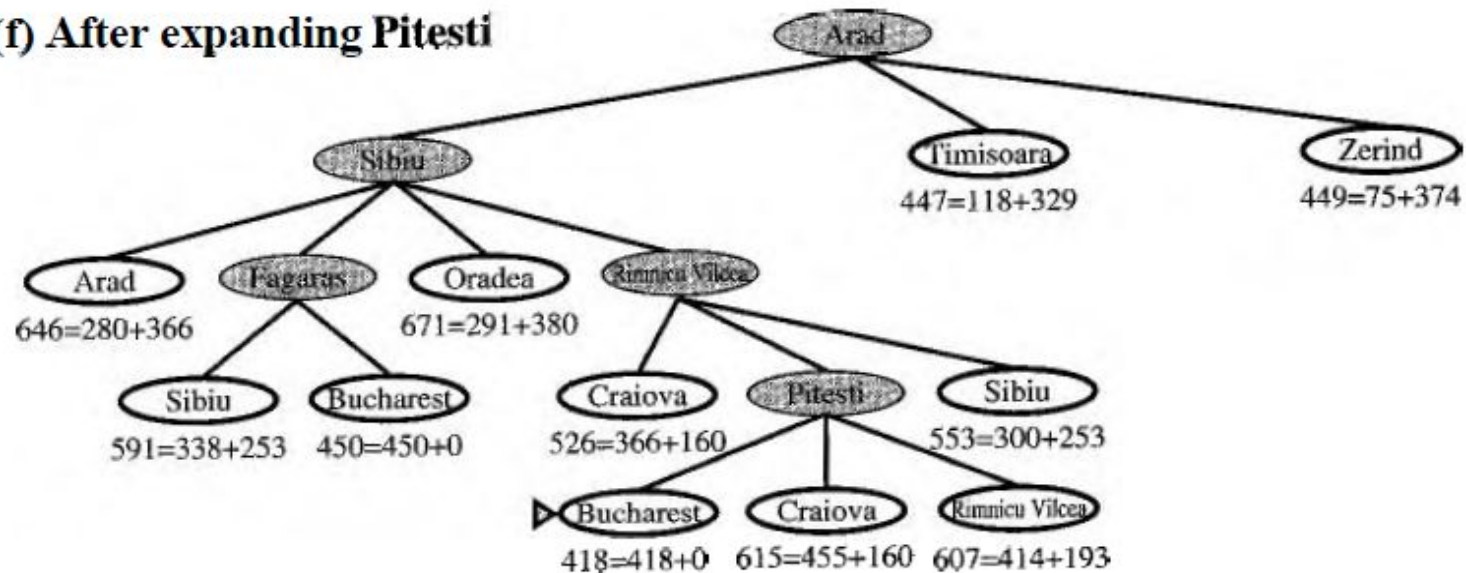 (f) After expanding Pitesti
Arad
Sibiu
Timisoara
Zerind
447=118+329
449=75+374
Arad
Fagaras
Oradea
Rimnicu Vilcea
646=280+366
671=291+380
Sibiu
Bucharest
Craiova
Pitesti
Sibiu
591=338+253
450=450+0
526=366+160
553=300+253
Bucharest
Craiova
Rimnicu Vilcea
418=418+0
615=455+160
607=414+193